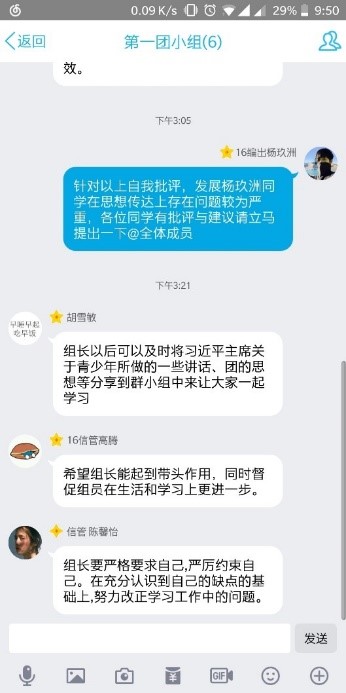 0.09 K/s 29% 9:50
返回 第一团小组(6)
效。
下午3:05
16编出杨玖洲
针对以上自我批评，发展杨玖洲同
学在思想传达上存在问题较为严
重，各位同学有批评与建议请立马
提出一下@全体成员
下午3:21
早睡早起
吃早饭
胡雪敏
组长以后可以及时将习近平主席关
于青少年所做的一些讲话、团的思
想等分享到群小组中来让大家一起
学习
16信管高腾
希望组长能起到带头作用，同时督
促组员在生活和学习上更进一步。
信管 陈馨怡
组长要严格要求自己,严厉约束自
己。在充分认识到自己的缺点的基
础上,努力改正学习工作中的问题。
发送
GIF